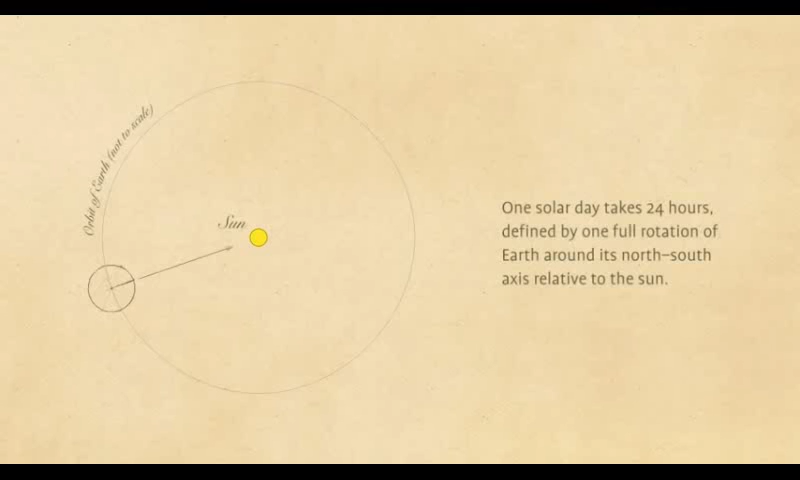 Orbit of Earth (not to scale)
Sun
One solar day takes 24 hours,
defined by one full rotation of
Earth around its north–south
axis relative to the sun.